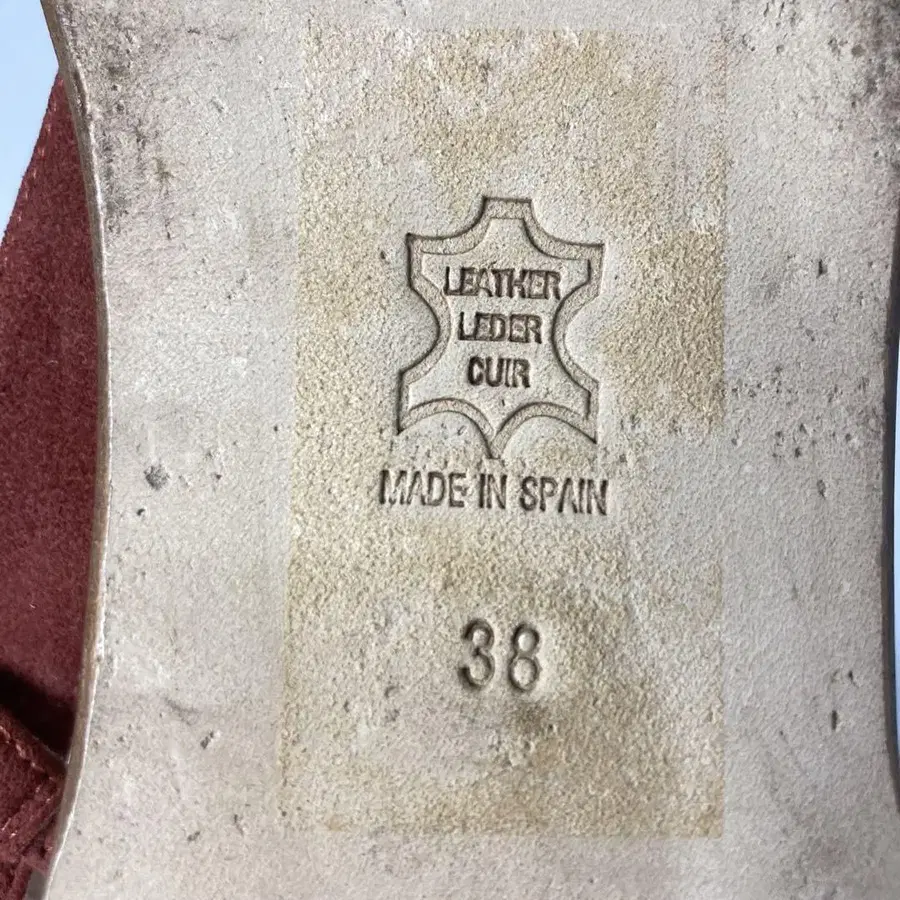 LEATHER
LEDER
CUIR
MADE IN SPAIN
38